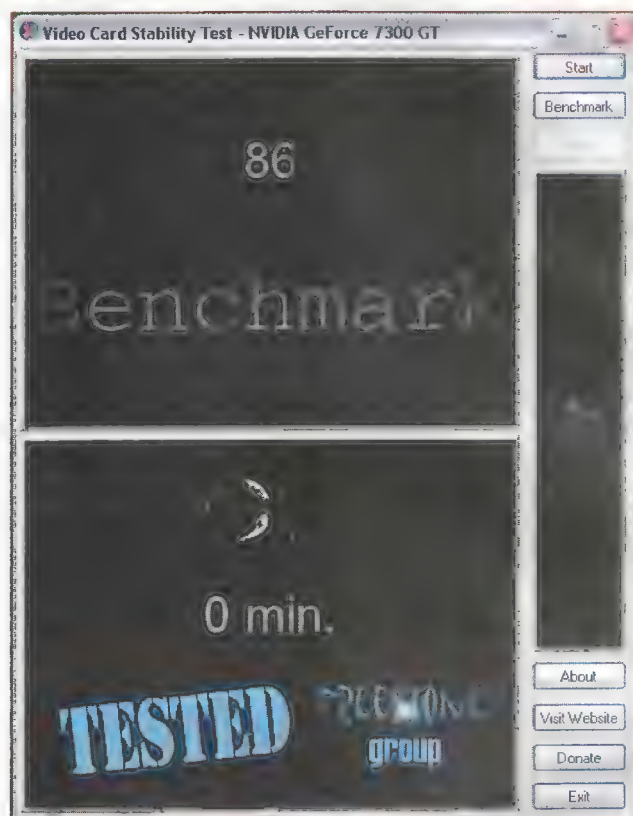 Video Card Stability Test - NVIDIA GeForce 7300 GT
Start
Benchmark
86
Benchmark
0 min.
TESTED
group
About
Visit Website
Donate
Exit